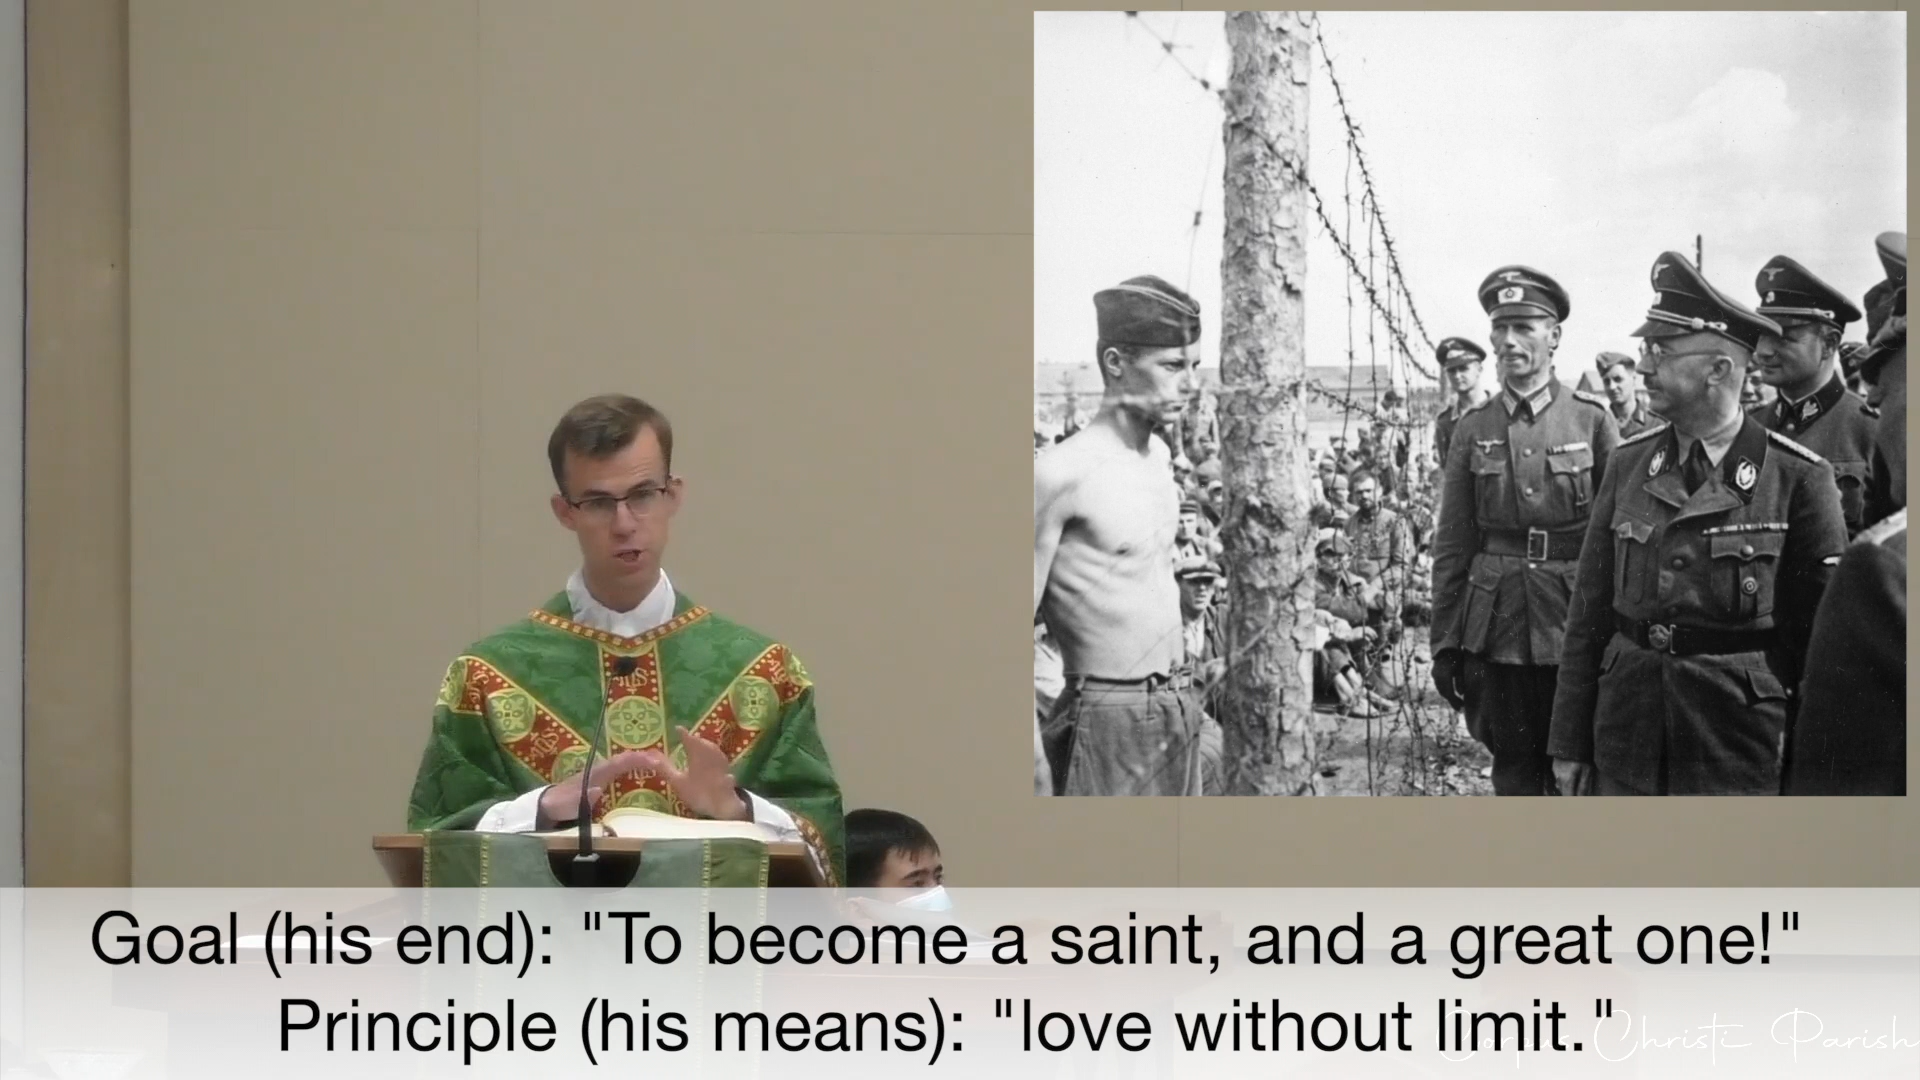 Goal (his end): "To become a saint, and a great one!"
Principle (his means): "love without limit."
Corpus Christi Parish